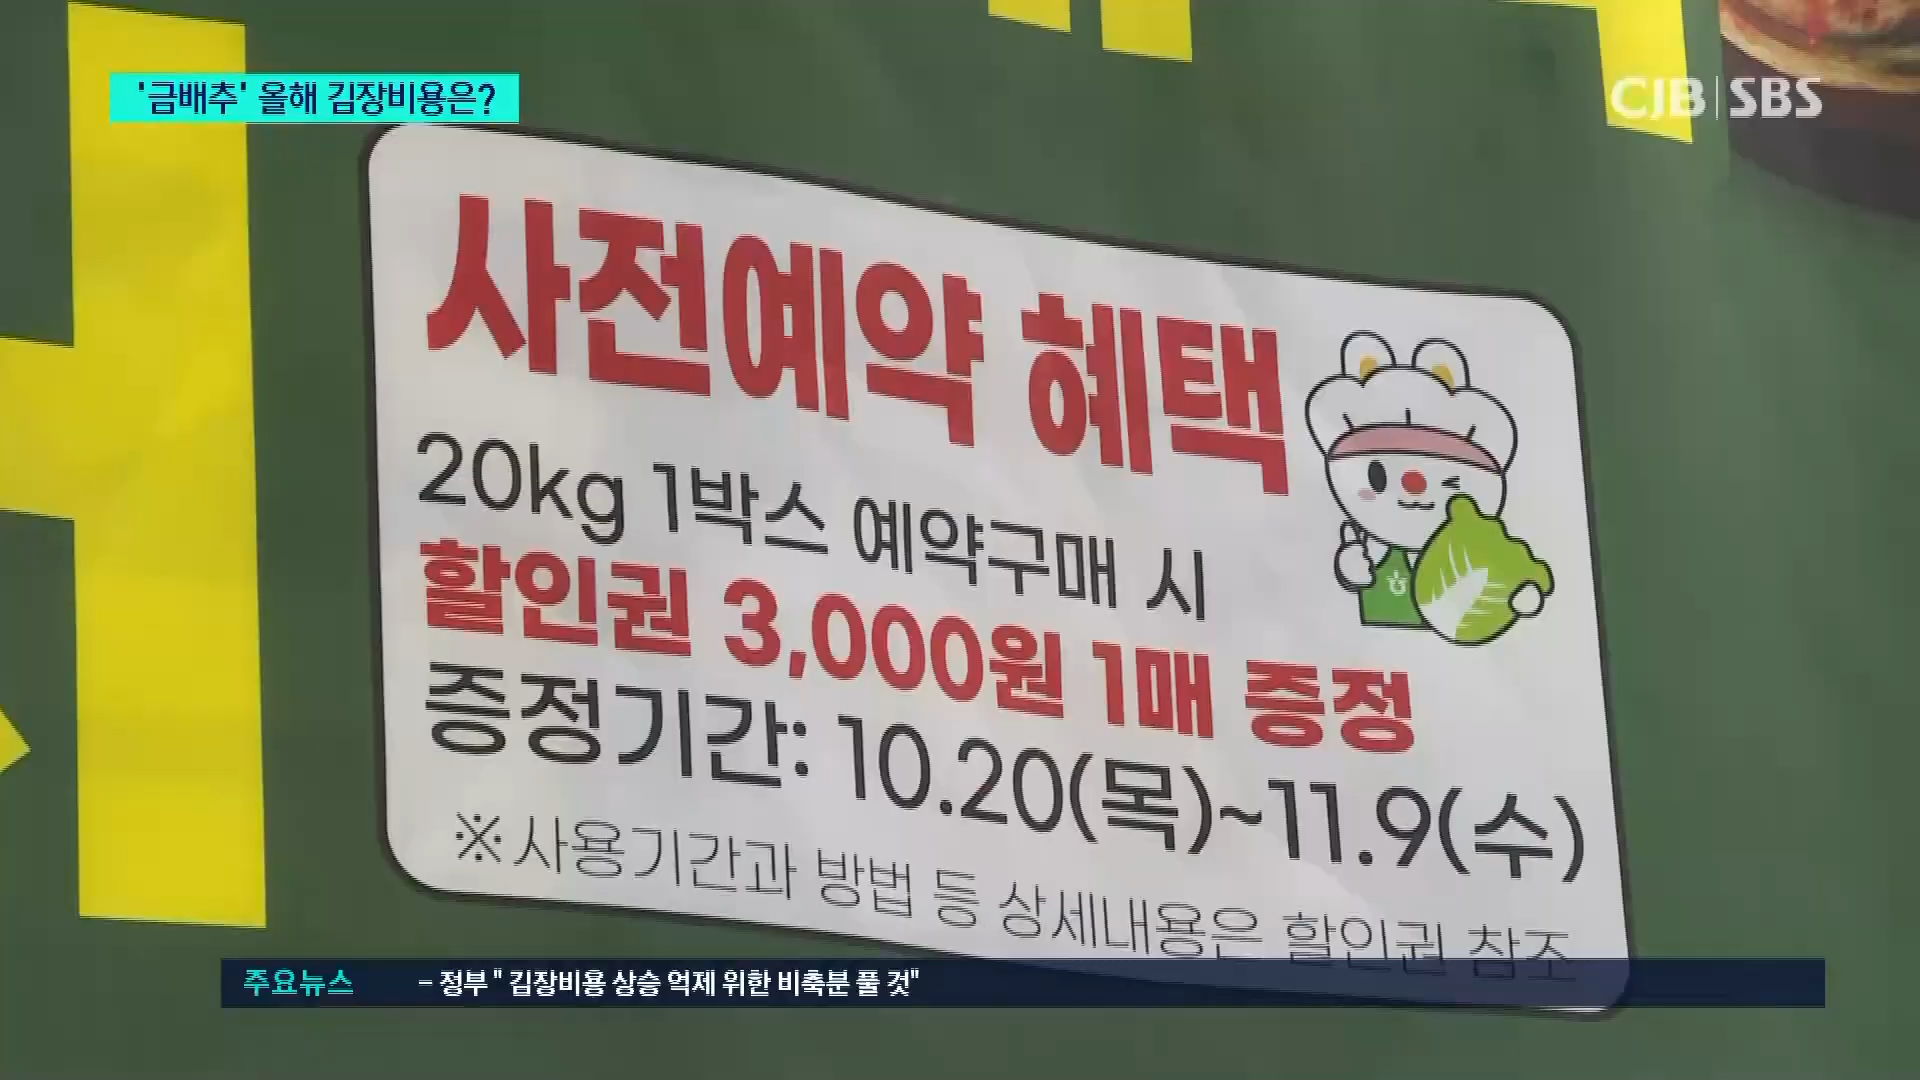 '금배추' 올해 김장비용은?
CJB SBS
사전예약 혜택
20kg 1박스 예약구매 시
할인권 3,000원 1매 증정
증정기간: 10.20(목)~11.9(수)
※사용기간과 방법 등 상세내용은 할인권 참조
주요뉴스 - 정부 " 김장비용 상승 억제 위한 비축분 풀 것"